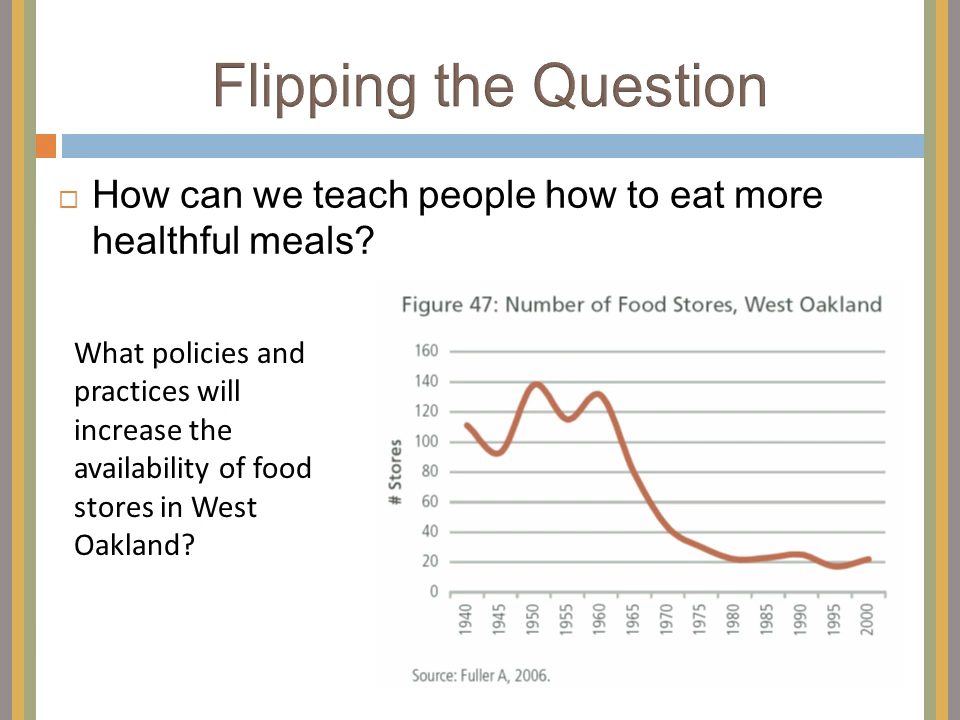 Flipping the Question
How can we teach people how to eat more
healthful meals?
What policies and
practices will
increase the
availability of food
stores in West
Oakland?
Figure 47: Number of Food Stores, West Oakland
# Stores
160
140
120
100
80
60
40
20
0
1940
1945
1950
1955
1960
1965
1970
1975
1980
1985
1990
1995
2000
Source: Fuller A, 2006.